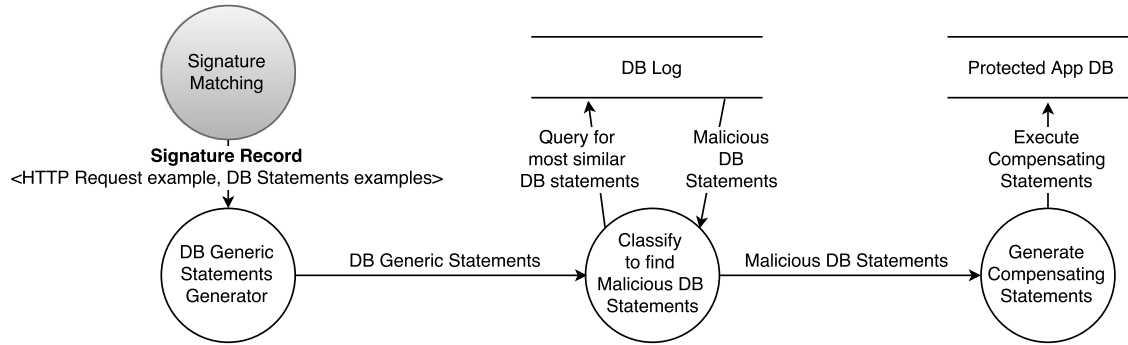 Signature
Matching
DB Log
Protected App DB
Signature Record
<HTTP Request example, DB Statements examples>
Query for
most similar
DB statements
Malicious
DB
Statements
Execute
Compensating
Statements
DB Generic
Statements
Generator
DB Generic Statements
Classify
to find
Malicious DB
Statements
Malicious DB Statements
Generate
Compensating
Statements